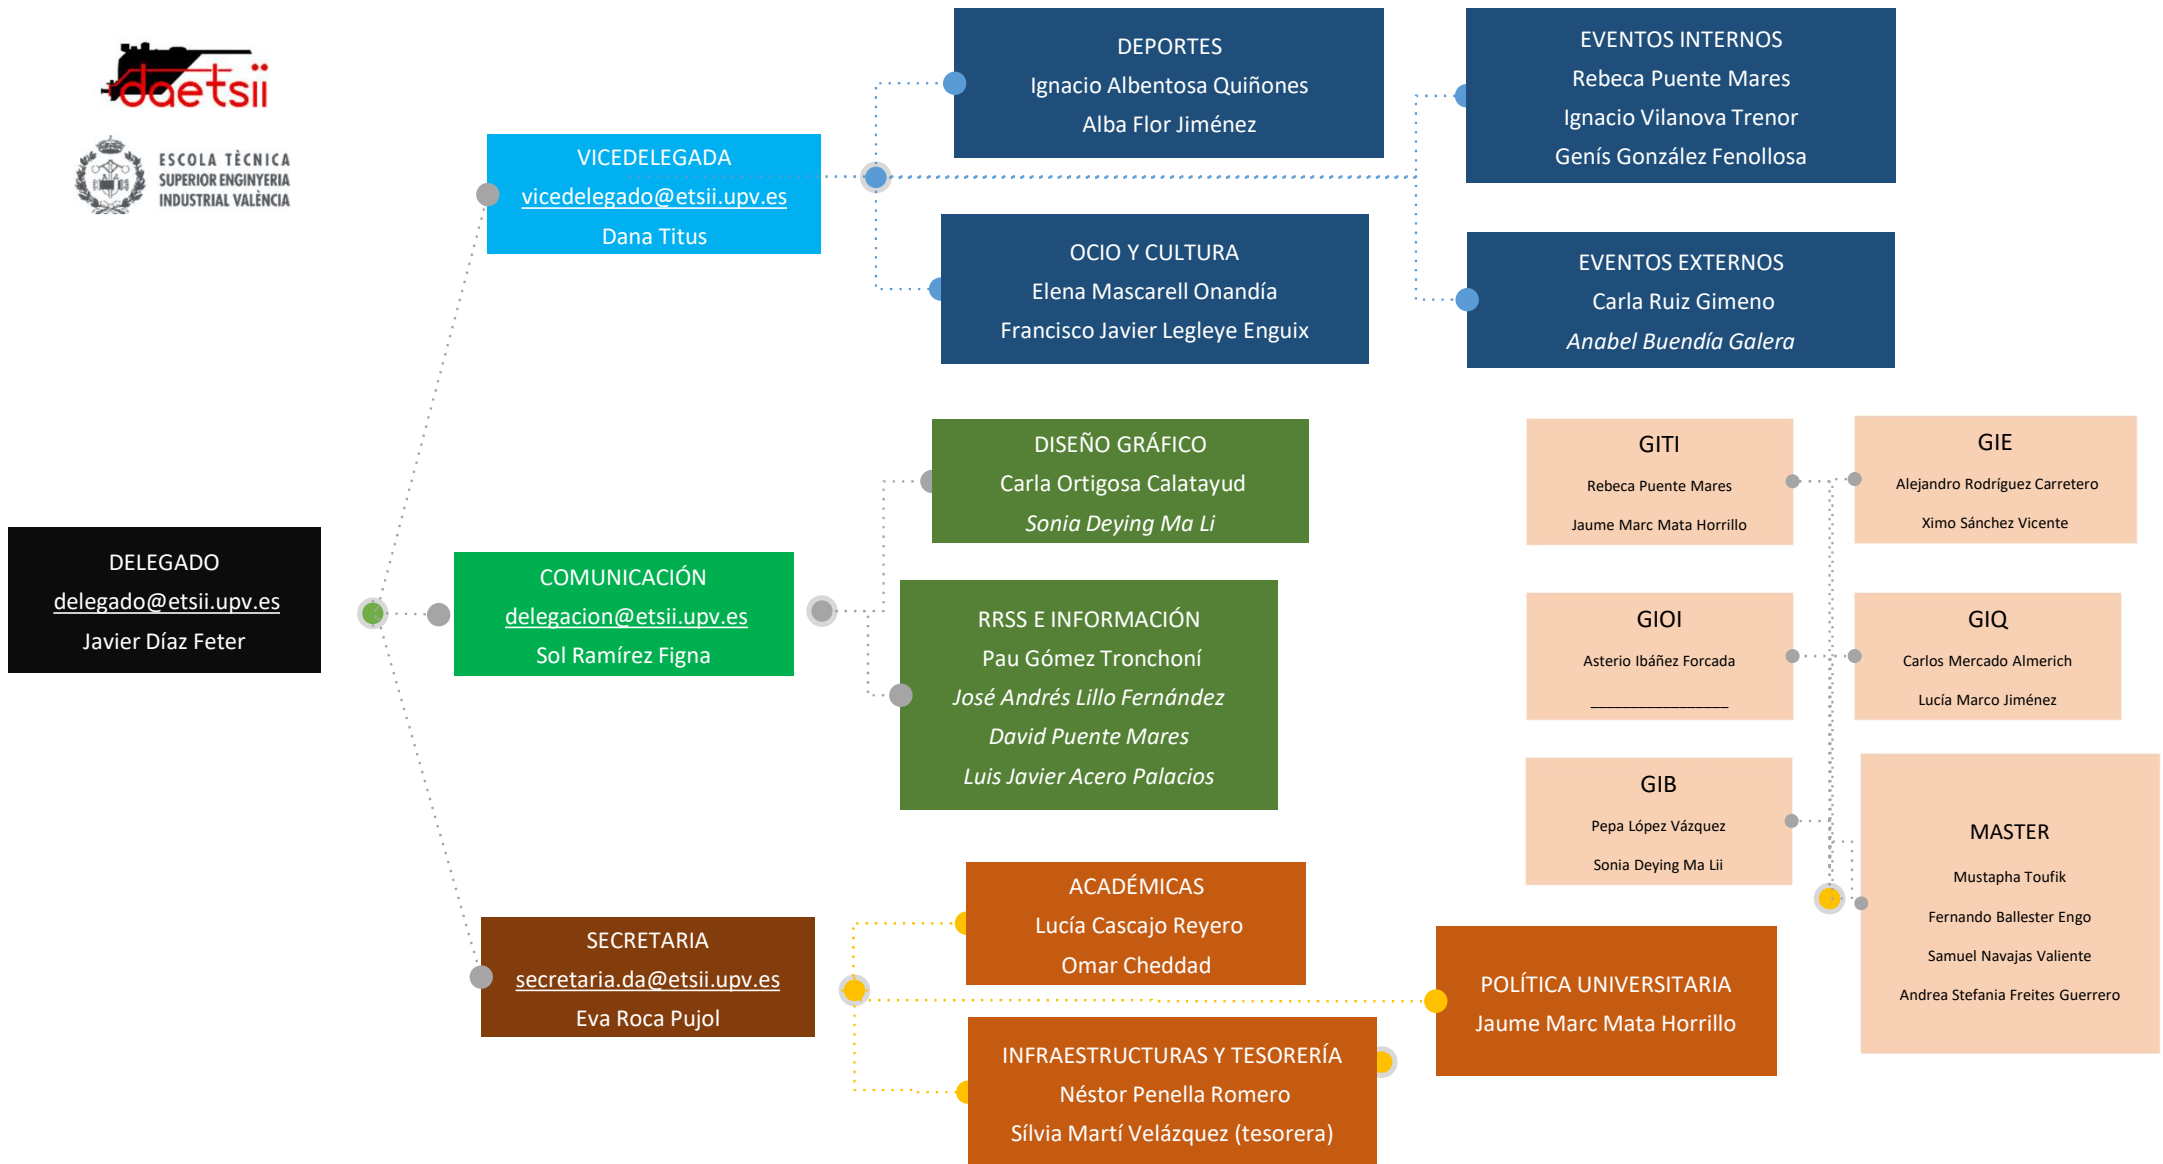 daetsii
ESCOLA TÈCNICA
SUPERIOR ENGINYERIA
INDUSTRIAL VALÈNCIA
DELEGADO
delegado@etsii.upv.es
Javier Díaz Feter
VICEDELEGADA
vicedelegado@etsii.upv.es
Dana Titus
DEPORTES
Ignacio Albentosa Quiñones
Alba Flor Jiménez
OCIO Y CULTURA
Elena Mascarell Onandía
Francisco Javier Legleye Enguix
EVENTOS INTERNOS
Rebeca Puente Mares
Ignacio Vilanova Trenor
Genís González Fenollosa
EVENTOS EXTERNOS
Carla Ruiz Gimeno
Anabel Buendía Galera
COMUNICACIÓN
delegacion@etsii.upv.es
Sol Ramírez Figna
DISEÑO GRÁFICO
Carla Ortigosa Calatayud
Sonia Deying Ma Li
RRSS E INFORMACIÓN
Pau Gómez Tronchoní
José Andrés Lillo Fernández
David Puente Mares
Luis Javier Acero Palacios
SECRETARIA
secretaria.da@etsii.upv.es
Eva Roca Pujol
ACADÉMICAS
Lucía Cascajo Reyero
Omar Cheddad
INFRAESTRUCTURAS Y TESORERÍA
Néstor Penella Romero
Sílvia Martí Velázquez (tesorera)
POLÍTICA UNIVERSITARIA
Jaume Marc Mata Horrillo
GITI
Rebeca Puente Mares
Jaume Marc Mata Horrillo
GIE
Alejandro Rodríguez Carretero
Ximo Sánchez Vicente
GIOI
Asterio Ibáñez Forcada
__________________
GIQ
Carlos Mercado Almerich
Lucía Marco Jiménez
GIB
Pepa López Vázquez
Sonia Deying Ma Lii
MASTER
Mustapha Toufik
Fernando Ballester Engo
Samuel Navajas Valiente
Andrea Stefania Freites Guerrero